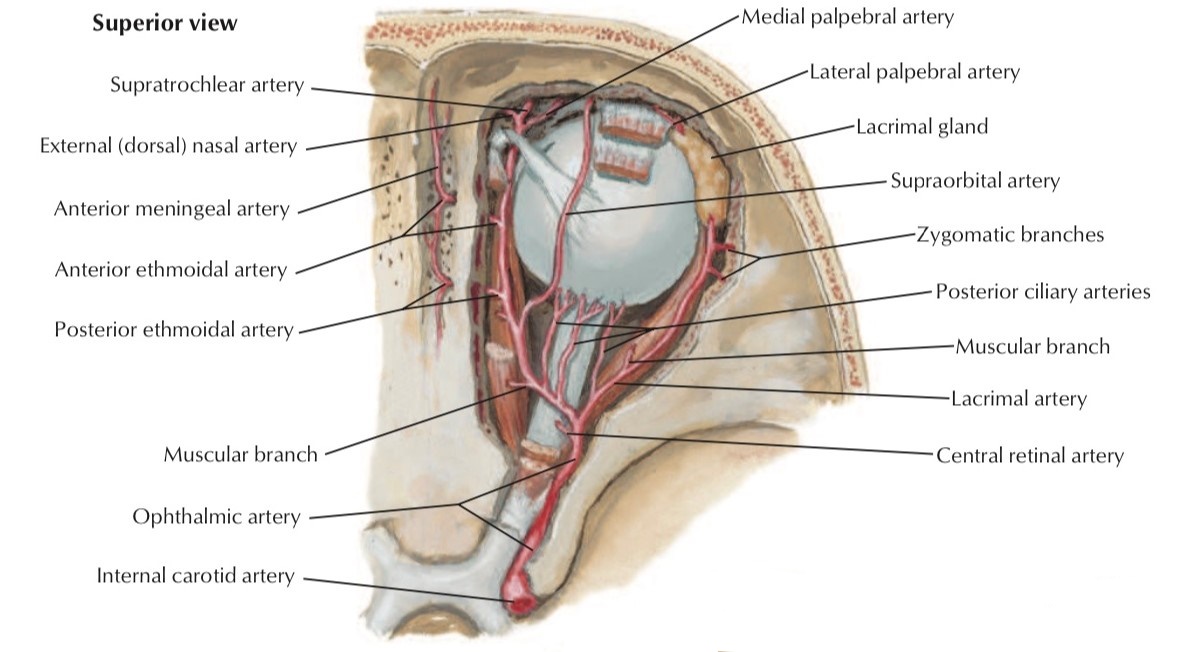 Superior view
Supratrochlear artery
External (dorsal) nasal artery
Anterior meningeal artery
Anterior ethmoidal artery
Posterior ethmoidal artery
Muscular branch
Ophthalmic artery
Internal carotid artery
Medial palpebral artery
Lateral palpebral artery
Lacrimal gland
Supraorbital artery
Zygomatic branches
Posterior ciliary arteries
Muscular branch
Lacrimal artery
Central retinal artery